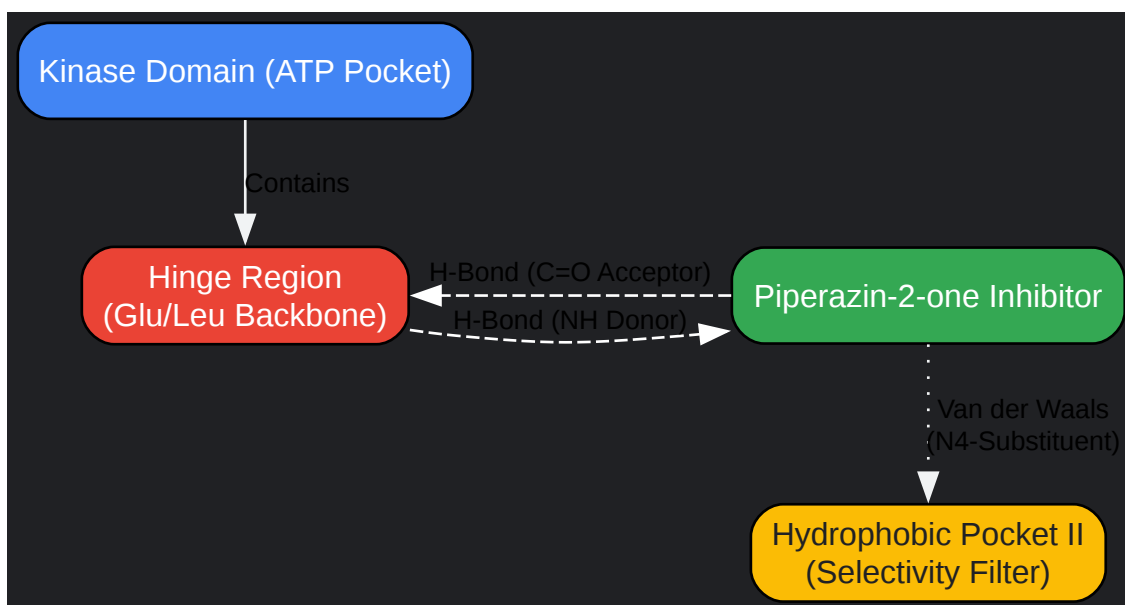 Kinase Domain (ATP Pocket)
Contains
Hinge Region
(Glu/Leu Backbone)
H-Bond (C=O Acceptor)
H-Bond (NH Donor)
Piperazin-2-one Inhibitor
Van der Waals
(N4-Substituent)
Hydrophobic Pocket II
(Selectivity Filter)